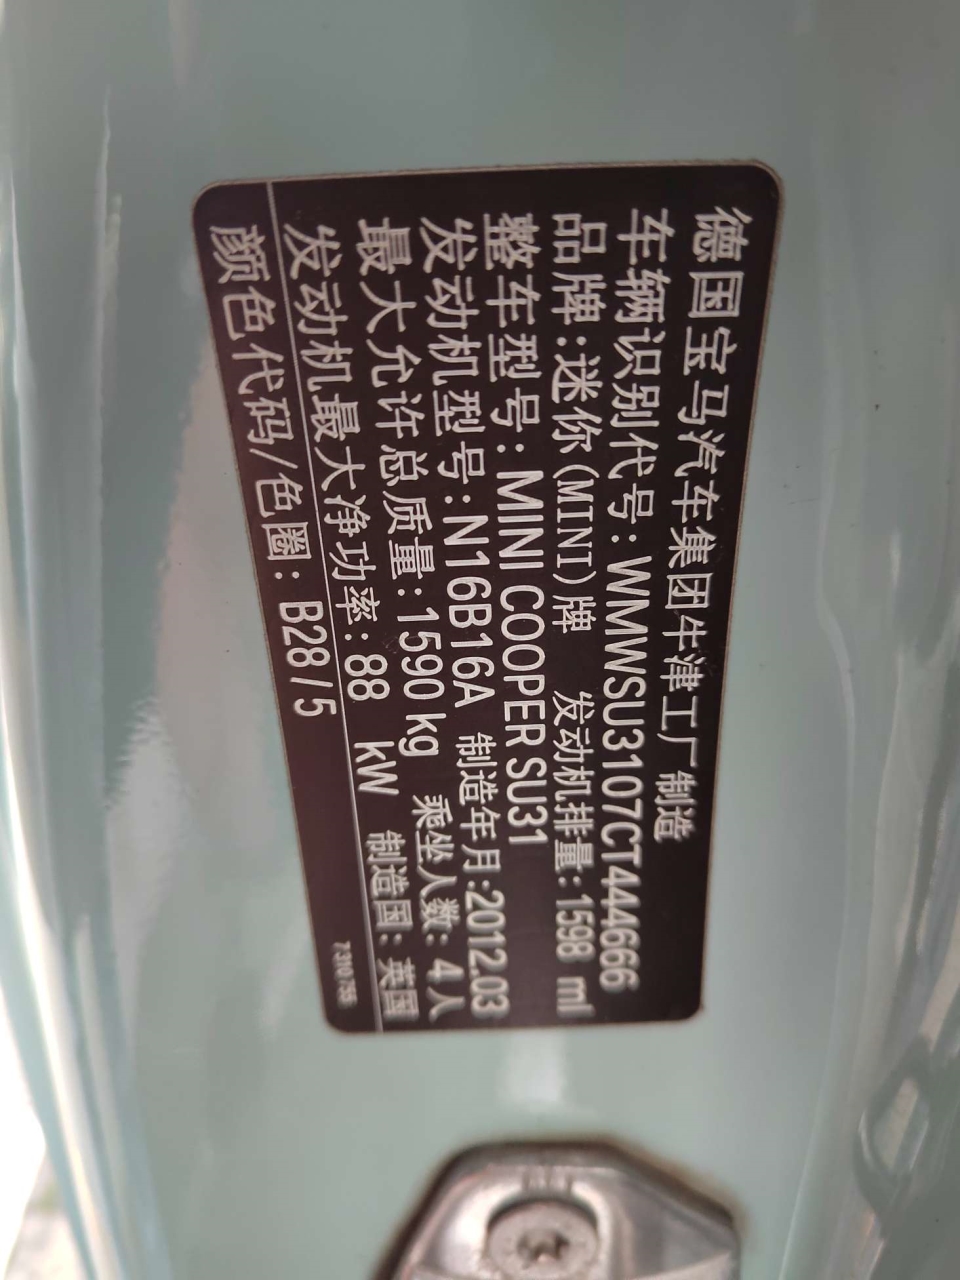 德国宝马汽车集团牛津工厂制造
车辆识别代号:WMWSU3107CT444666
品牌:迷你(MINI)牌 发动机排量:1598 ml
整车型号:MINI COOPER SU31
发动机型号:N16B16A 制造年月:2012.03
最大允许总质量:1590 kg 乘坐人数: 4 人
发动机最大净功率: 88 kW 制造国: 英国
颜色代码/色圈: B28/5
7310755